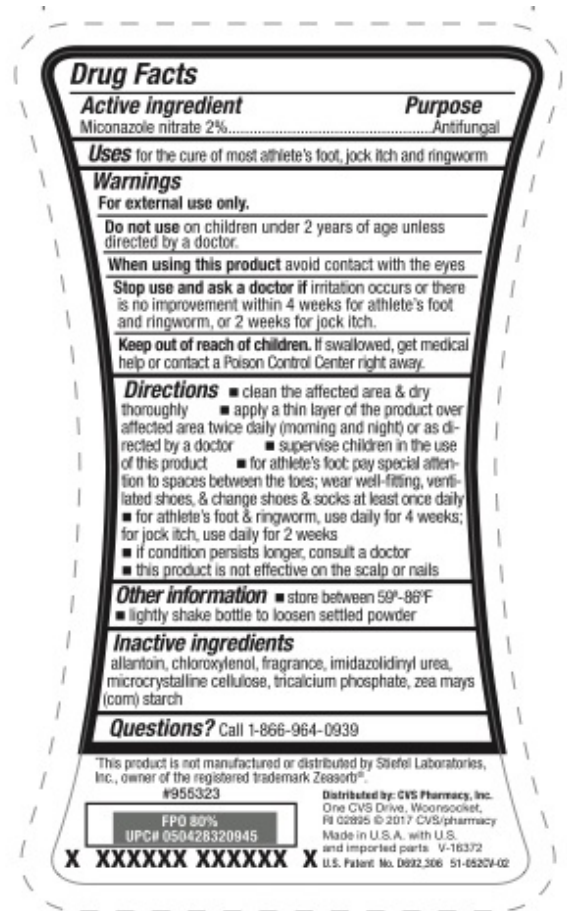 Drug Facts
Active ingredient Purpose
Miconazole nitrate 2%..................................................Antifungal
Uses for the cure of most athlete's foot, jock itch and ringworm
Warnings
For external use only.
Do not use on children under 2 years of age unless
directed by a doctor.
When using this product avoid contact with the eyes
Stop use and ask a doctor if irritation occurs or there
is no improvement within 4 weeks for athlete's foot
and ringworm, or 2 weeks for jock itch.
Keep out of reach of children. If swallowed, get medical
help or contact a Poison Control Center right away.
Directions ■ clean the affected area & dry
thoroughly ■ apply a thin layer of the product over
affected area twice daily (morning and night) or as di-
rected by a doctor ■ supervise children in the use
of this product ■ for athlete's foot: pay special atten-
tion to spaces between the toes; wear well-fitting, venti-
lated shoes, & change shoes & socks at least once daily
■ for athlete's foot & ringworm, use daily for 4 weeks;
for jock itch, use daily for 2 weeks
■ if condition persists longer, consult a doctor
■ this product is not effective on the scalp or nails
Other information ■ store between 59º-86ºF
■ lightly shake bottle to loosen settled powder
Inactive ingredients
allantoin, chloroxylenol, fragrance, imidazolidinyl urea,
microcrystalline cellulose, tricalcium phosphate, zea mays
(corn) starch
Questions? Call 1-866-964-0939
*This product is not manufactured or distributed by Stiefel Laboratories,
Inc., owner of the registered trademark Zeasorb®.
#955323
FPO 80%
UPC# 050428320945
X XXXXXX XXXXXX X
Distributed by: CVS Pharmacy, Inc.
One CVS Drive, Woonsocket,
RI 02895 © 2017 CVS/pharmacy
Made in U.S.A. with U.S.
and imported parts V-16372
U.S. Patent No. D692,306 51-052CV-02